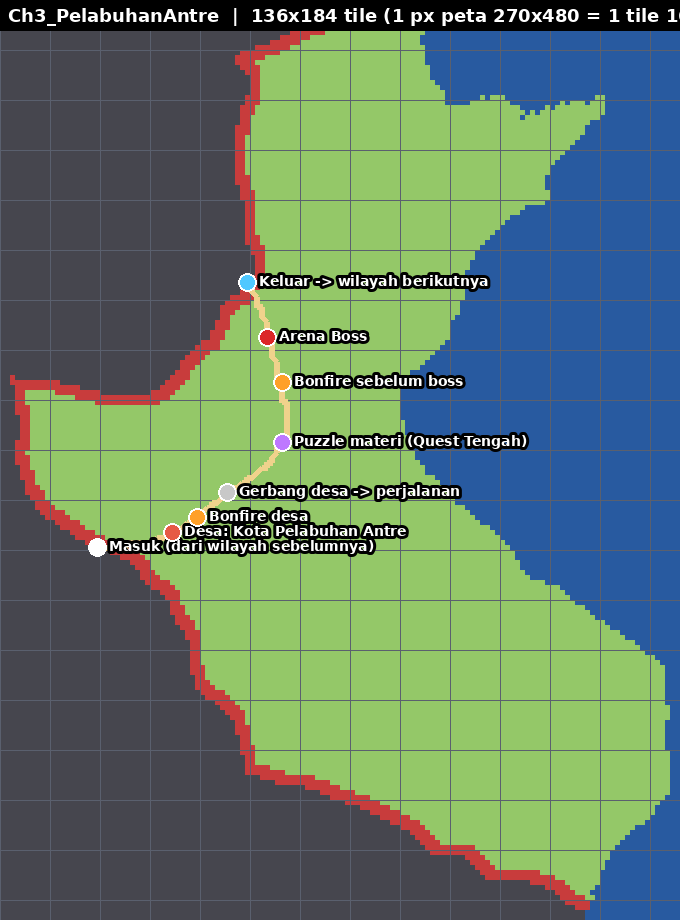 Ch3_PelabuhanAntre | 136x184 tile (1 px peta 270x480 = 1 tile 1
Keluar -> wilayah berikutnya
Arena Boss
Bonfire sebelum boss
Puzzle materi (Quest Tengah)
Gerbang desa -> perjalanan
Bonfire desa
Desa: Kota Pelabuhan Antre
Masuk (dari wilayah sebelumnya)